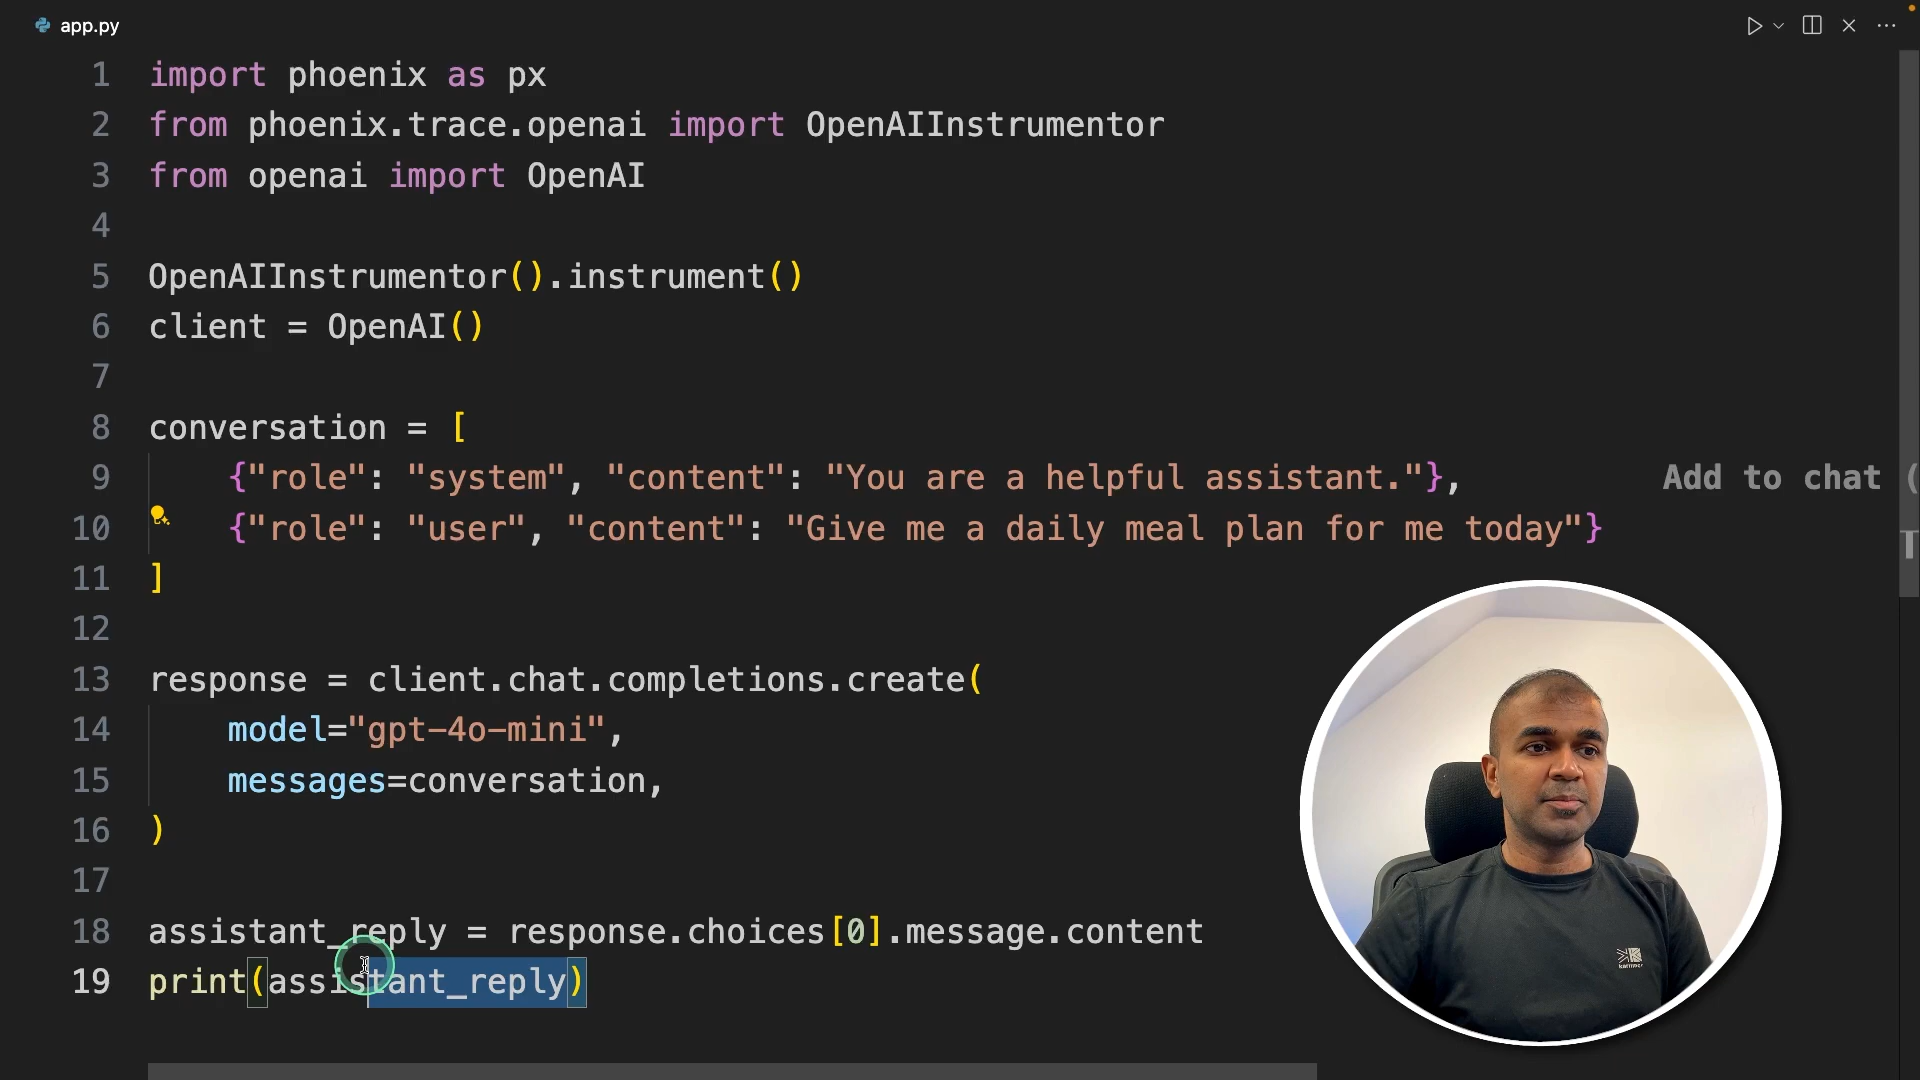 app.py
1 import phoenix as px
2 from phoenix.trace.openai import OpenAIInstrumentor
3 from openai import OpenAI
4
5 OpenAIInstrumentor().instrument()
6 client = OpenAI()
7
8 conversation = [
9     {"role": "system", "content": "You are a helpful assistant."},    Add to chat (
10     {"role": "user", "content": "Give me a daily meal plan for me today"}
11 ]
12
13 response = client.chat.completions.create(
14     model="gpt-4o-mini",
15     messages=conversation,
16 )
17
18 assistant_reply = response.choices[0].message.content
19 print(assistant_reply)